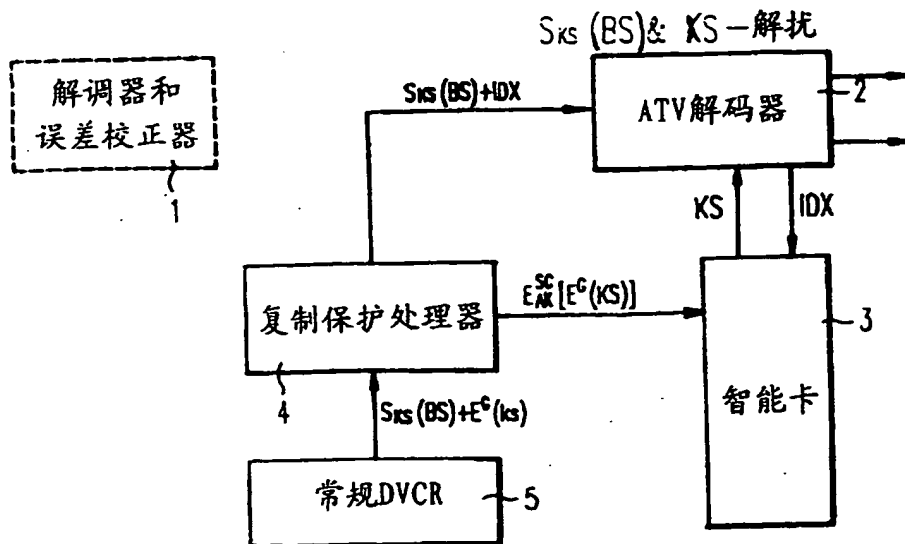 SKS(BS)& KS-解扰
解调器和
误差校正器
1
SKS(BS)+IDX
ATV解码器
2
KS
IDX
复制保护处理器
4
E SC AK [E^G(KS)]
智能卡
3
SKS(BS)+E^G(ks)
常规DVCR
5